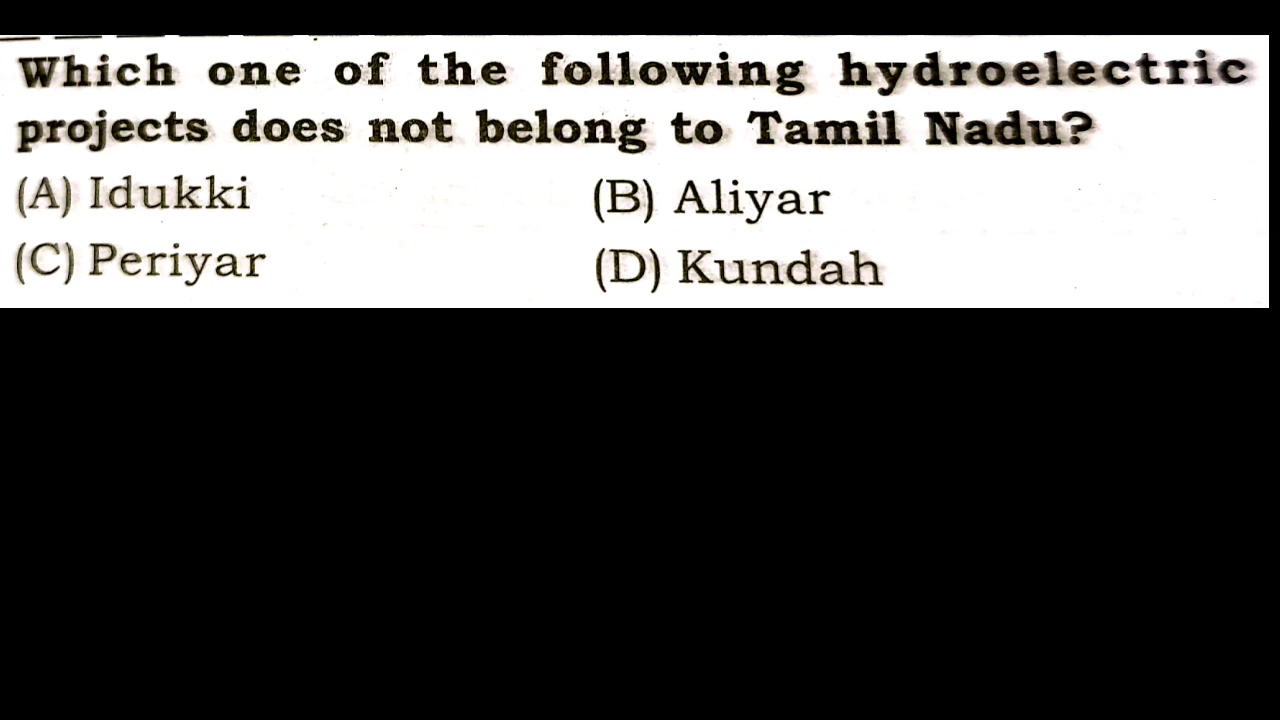 Which one of the following hydroelectric
projects does not belong to Tamil Nadu?
(A) Idukki (B) Aliyar
(C) Periyar (D) Kundah